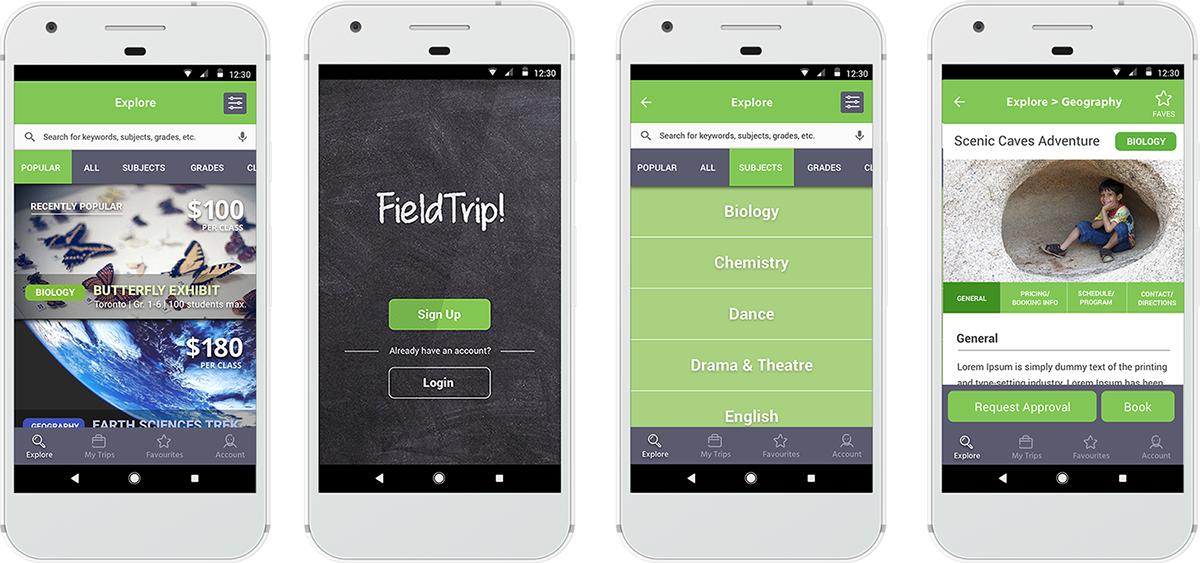 12:30
Explore
Search for keywords, subjects, grades, etc.
POPULAR ALL SUBJECTS GRADES CL
RECENTLY POPULAR
$100
PER CLASS
BIOLOGY
BUTTERFLY EXHIBIT
Toronto | Gr. 1-6 | 100 students max.
$180
PER CLASS
GEOGRAPHY
EARTH SCIENCES TREK
Explore My Trips Favourites Account
12:30
FieldTrip!
Sign Up
Already have an account?
Login
12:30
Explore
Search for keywords, subjects, grades, etc.
POPULAR ALL SUBJECTS GRADES CL
Biology
Chemistry
Dance
Drama & Theatre
English
Explore My Trips Favourites Account
12:30
Explore > Geography
FAVES
Scenic Caves Adventure
BIOLOGY
GENERAL
PRICING/
BOOKING INFO
SCHEDULE/
PROGRAM
CONTACT/
DIRECTIONS
General
Lorem Ipsum is simply dummy text of the printing
and type-setting industry. Lorem Ipsum has been
Request Approval
Book
Explore My Trips Favourites Account